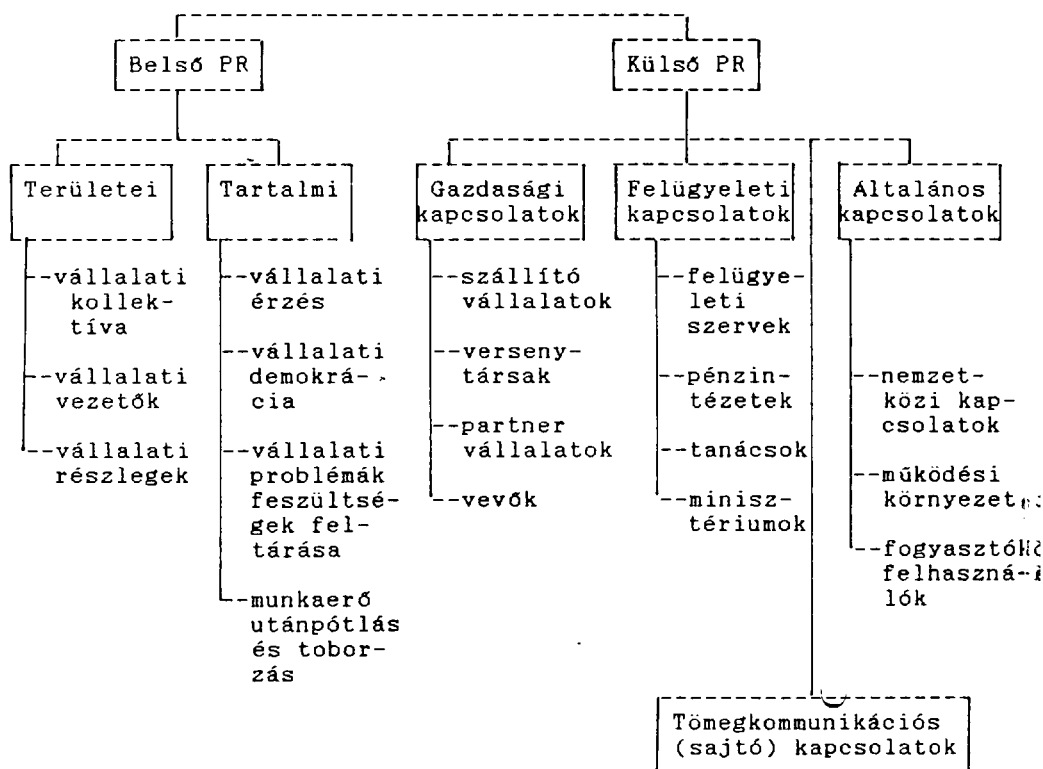 Belső PR
Külső PR
Területei
Tartalmi
Gazdasági
kapcsolatok
Felügyeleti
kapcsolatok
Általános
kapcsolatok
--vállalati
kollek-
tíva
--vállalati
vezetők
--vállalati
részlegek
--vállalati
érzés
--vállalati
demokrá-
cia
--vállalati
problémák
feszültsé-
gek fel-
tárása
--munkaerő
utánpótlás
és tobor-
zás
--szállító
vállalatok
--verseny-
társak
--partner
vállalatok
--vevők
--felügye-
leti
szervek
--pénzin-
tézetek
--tanácsok
--minisz-
tériumok
--nemzet-
közi kap-
csolatok
--működési
környezet
--fogyasztók
felhaszná-
lók
Tömegkommunikációs
(sajtó) kapcsolatok